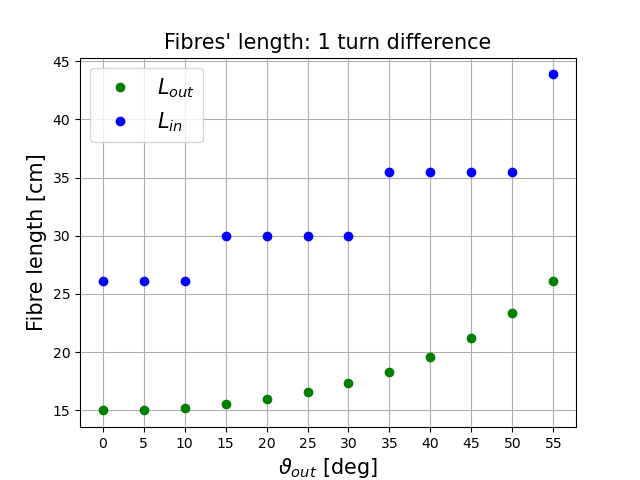 Fibres' length: 1 turn difference
45
40
35
30
25
20
15
Fibre length [cm]
L_out
L_in
0 5 10 15 20 25 30 35 40 45 50 55
ϑ_out [deg]